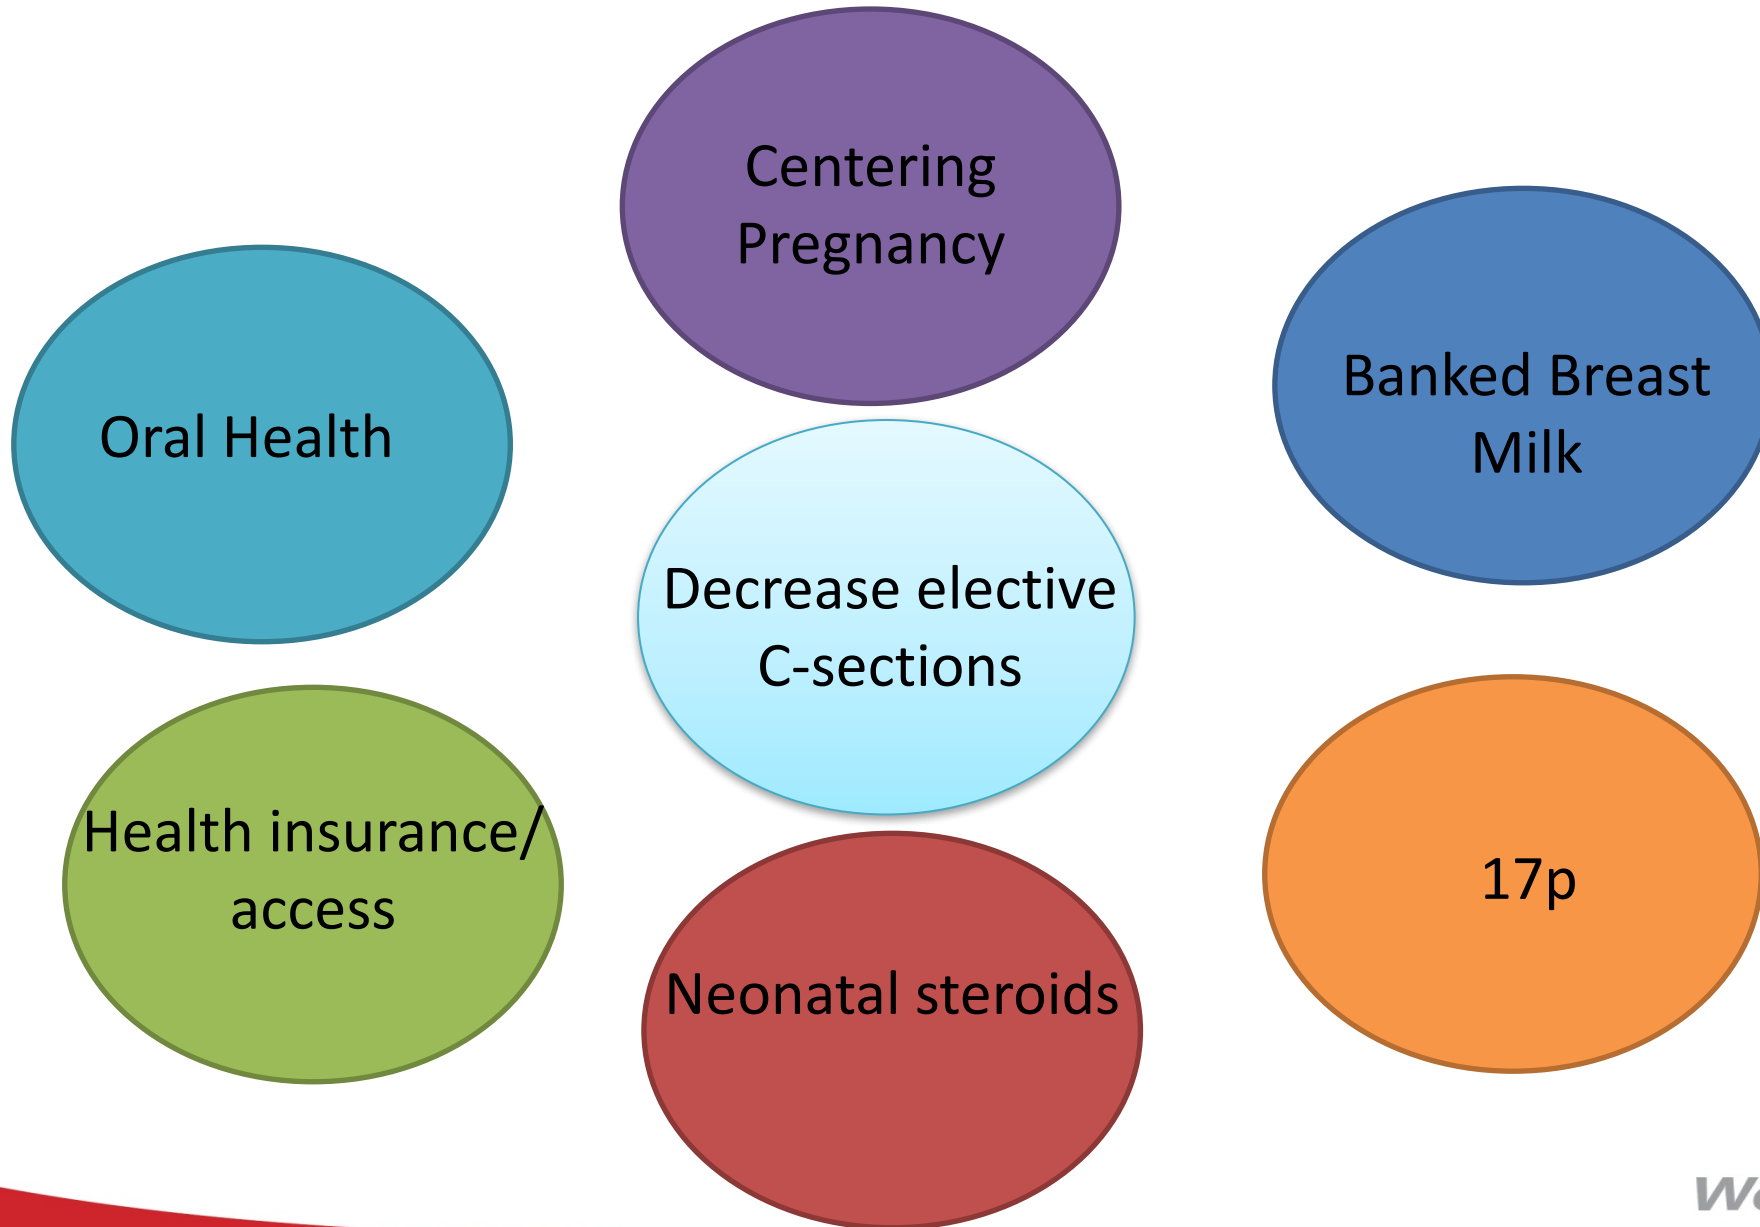 Centering
Pregnancy
Oral Health
Banked Breast
Milk
Decrease elective
C-sections
Health insurance/
access
17p
Neonatal steroids